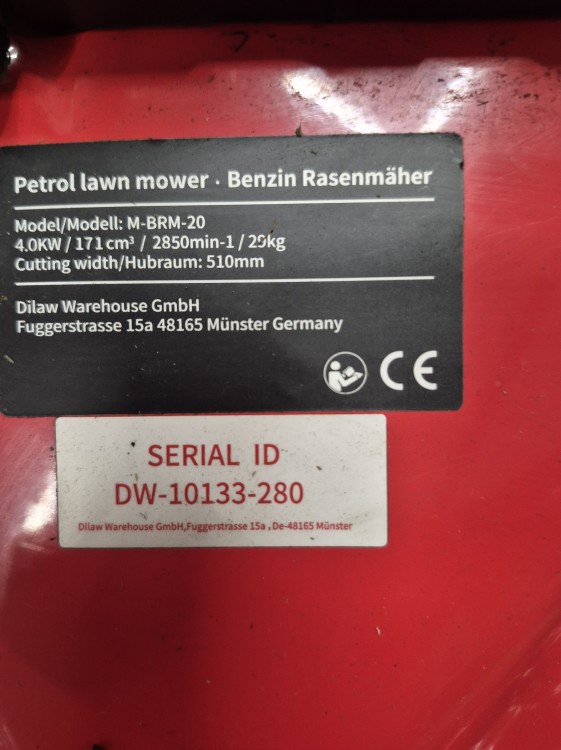 Petrol lawn mower · Benzin Rasenmäher
Model/Modell: M-BRM-20
4.0KW / 171 cm³ / 2850min-1 / 29kg
Cutting width/Hubraum: 510mm
Dilaw Warehouse GmbH
Fuggerstrasse 15a 48165 Münster Germany
CE
SERIAL ID
DW-10133-280
Dilaw Warehouse GmbH,Fuggerstrasse 15a , De-48165 Münster